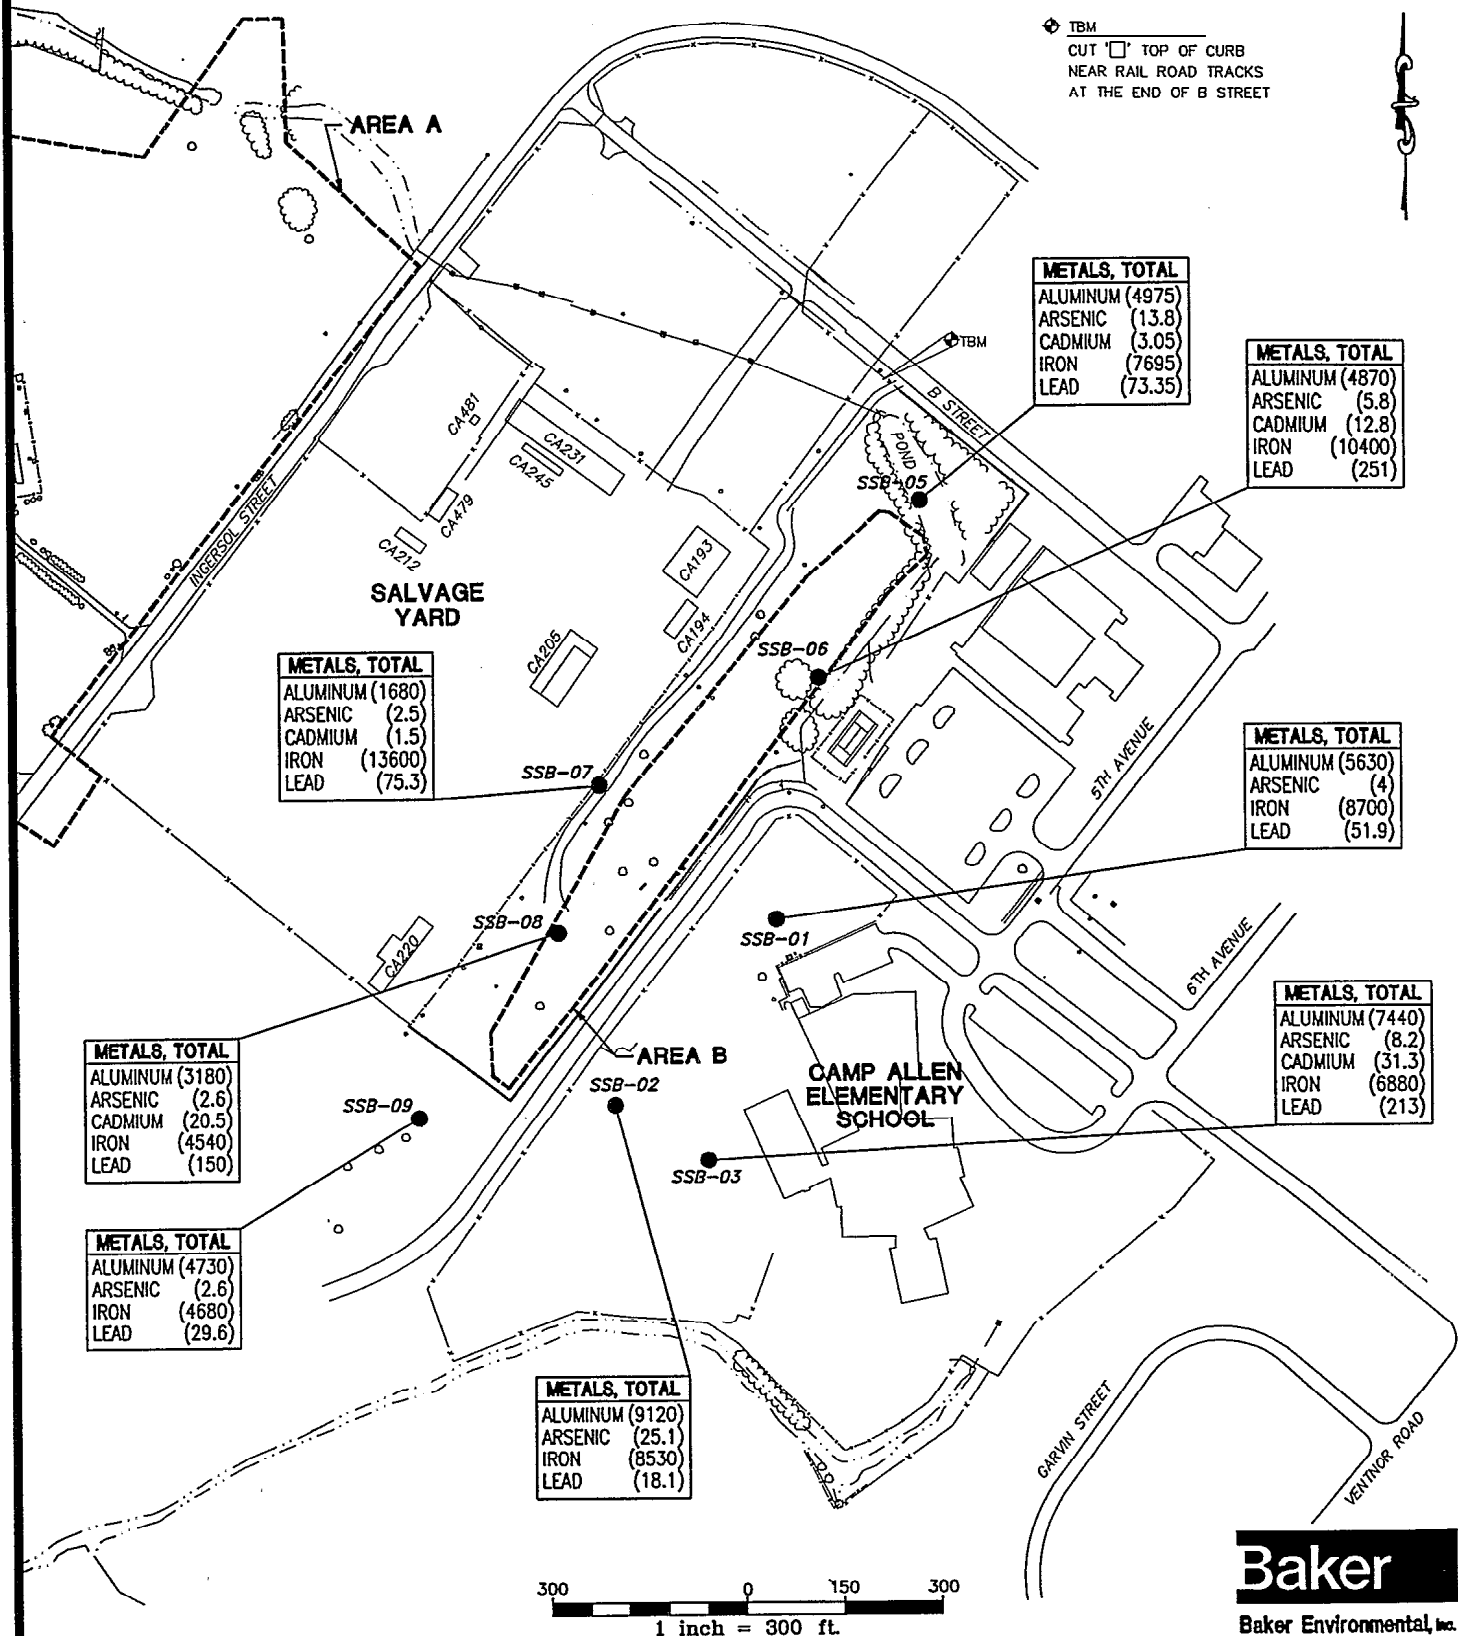 TBM
CUT '□' TOP OF CURB
NEAR RAIL ROAD TRACKS
AT THE END OF B STREET
AREA A
METALS, TOTAL
ALUMINUM (4975)
ARSENIC (13.8)
CADMIUM (3.05)
IRON (7695)
LEAD (73.35)
TBM
METALS, TOTAL
ALUMINUM (4870)
ARSENIC (5.8)
CADMIUM (12.8)
IRON (10400)
LEAD (251)
B STREET
POND
SSB-05
CA481
CA231
CA245
CA479
CA212
INGERSOL STREET
CA193
CA194
SALVAGE
YARD
CA205
SSB-06
METALS, TOTAL
ALUMINUM (1680)
ARSENIC (2.5)
CADMIUM (1.5)
IRON (13600)
LEAD (75.3)
SSB-07
5TH AVENUE
METALS, TOTAL
ALUMINUM (5630)
ARSENIC (4)
IRON (8700)
LEAD (51.9)
SSB-08
SSB-01
CA220
6TH AVENUE
METALS, TOTAL
ALUMINUM (7440)
ARSENIC (8.2)
CADMIUM (31.3)
IRON (6880)
LEAD (213)
METALS, TOTAL
ALUMINUM (3180)
ARSENIC (2.6)
CADMIUM (20.5)
IRON (4540)
LEAD (150)
AREA B
CAMP ALLEN
ELEMENTARY
SCHOOL
SSB-02
SSB-09
SSB-03
METALS, TOTAL
ALUMINUM (4730)
ARSENIC (2.6)
IRON (4680)
LEAD (29.6)
METALS, TOTAL
ALUMINUM (9120)
ARSENIC (25.1)
IRON (8530)
LEAD (18.1)
GARVIN STREET
VENTNOR ROAD
300 0 150 300
1 inch = 300 ft.
Baker
Baker Environmental, Inc.